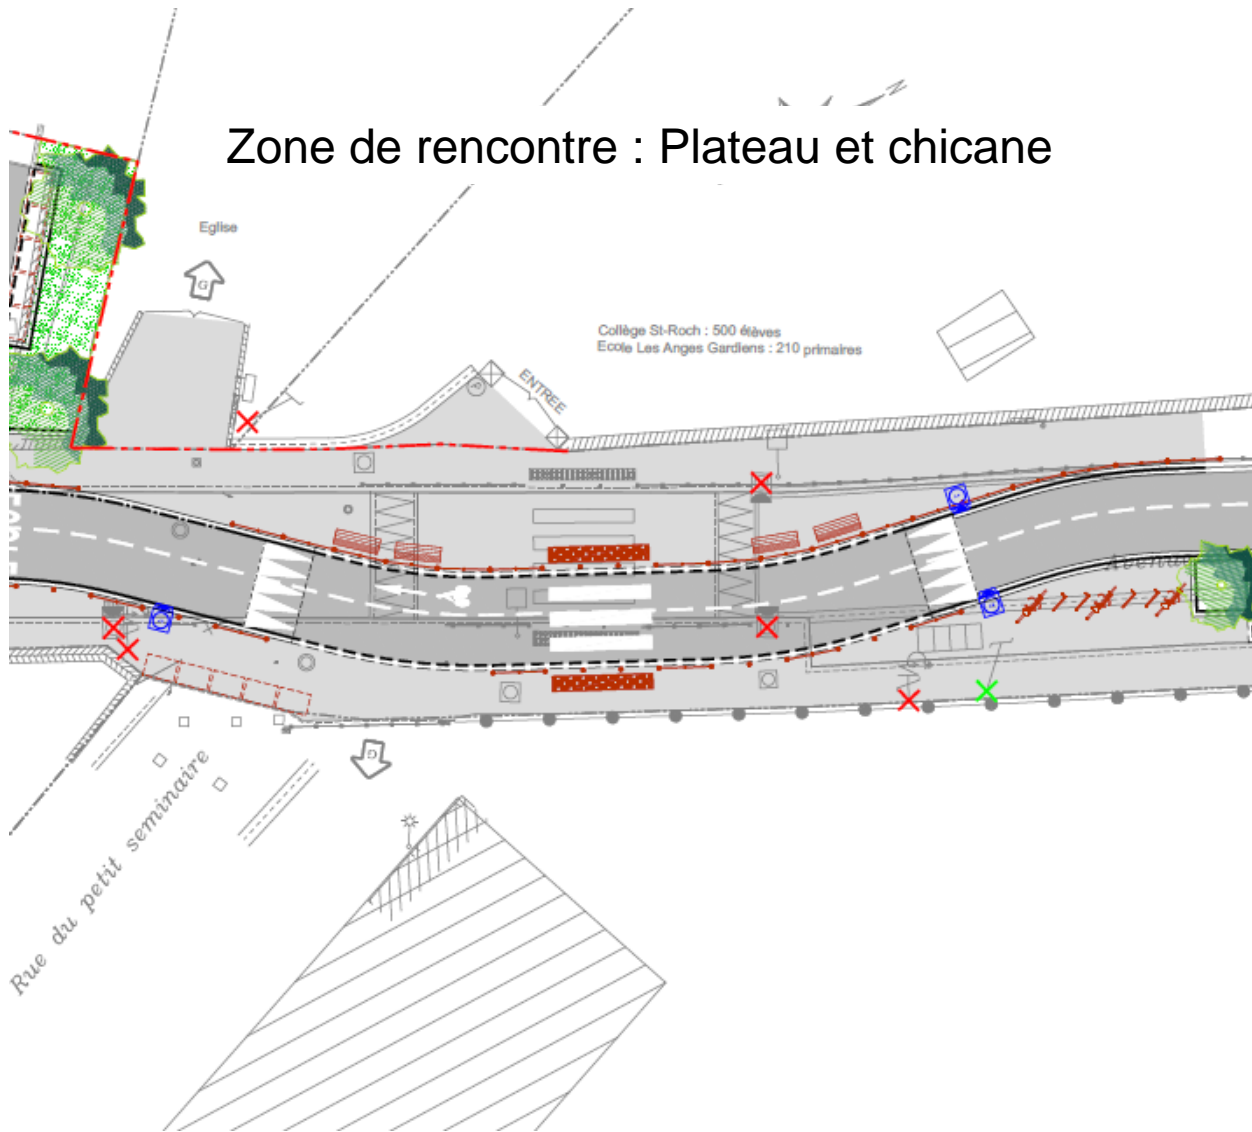 Zone de rencontre : Plateau et chicane
N
Eglise
G
Collège St-Roch : 500 élèves
Ecole Les Anges Gardiens : 210 primaires
ENTREE
G
Rue du petit seminaire